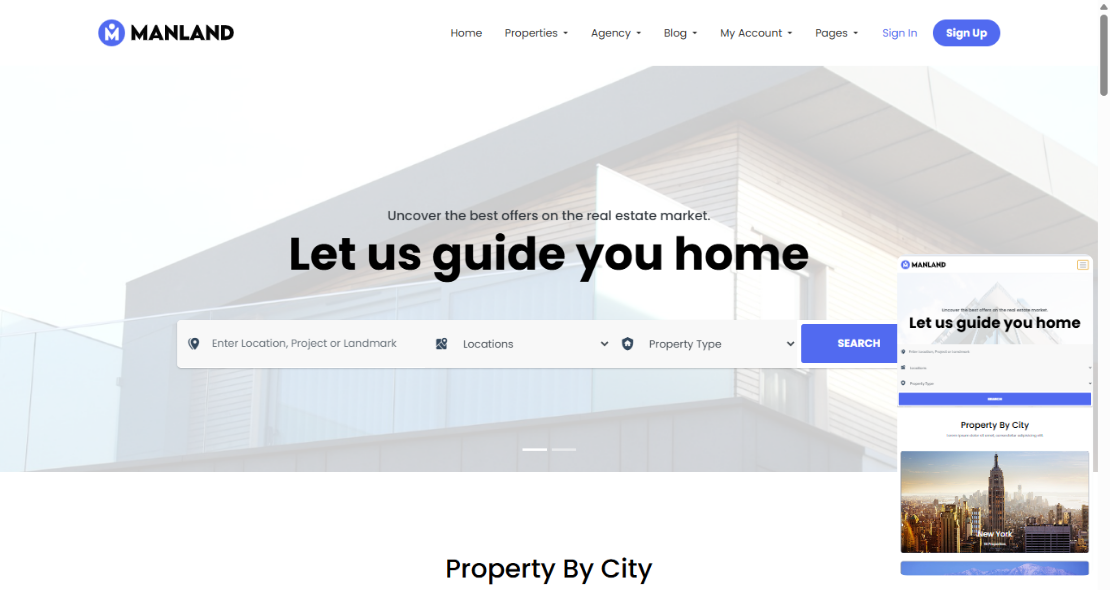 MANLAND
Home Properties Agency Blog My Account Pages Sign In Sign Up
Uncover the best offers on the real estate market.
Let us guide you home
Enter Location, Project or Landmark Locations Property Type SEARCH
Property By City
MANLAND
Uncover the best offers on the real estate market.
Let us guide you home
Enter Location, Project or Landmark
Locations
Property Type
SEARCH
Property By City
New York